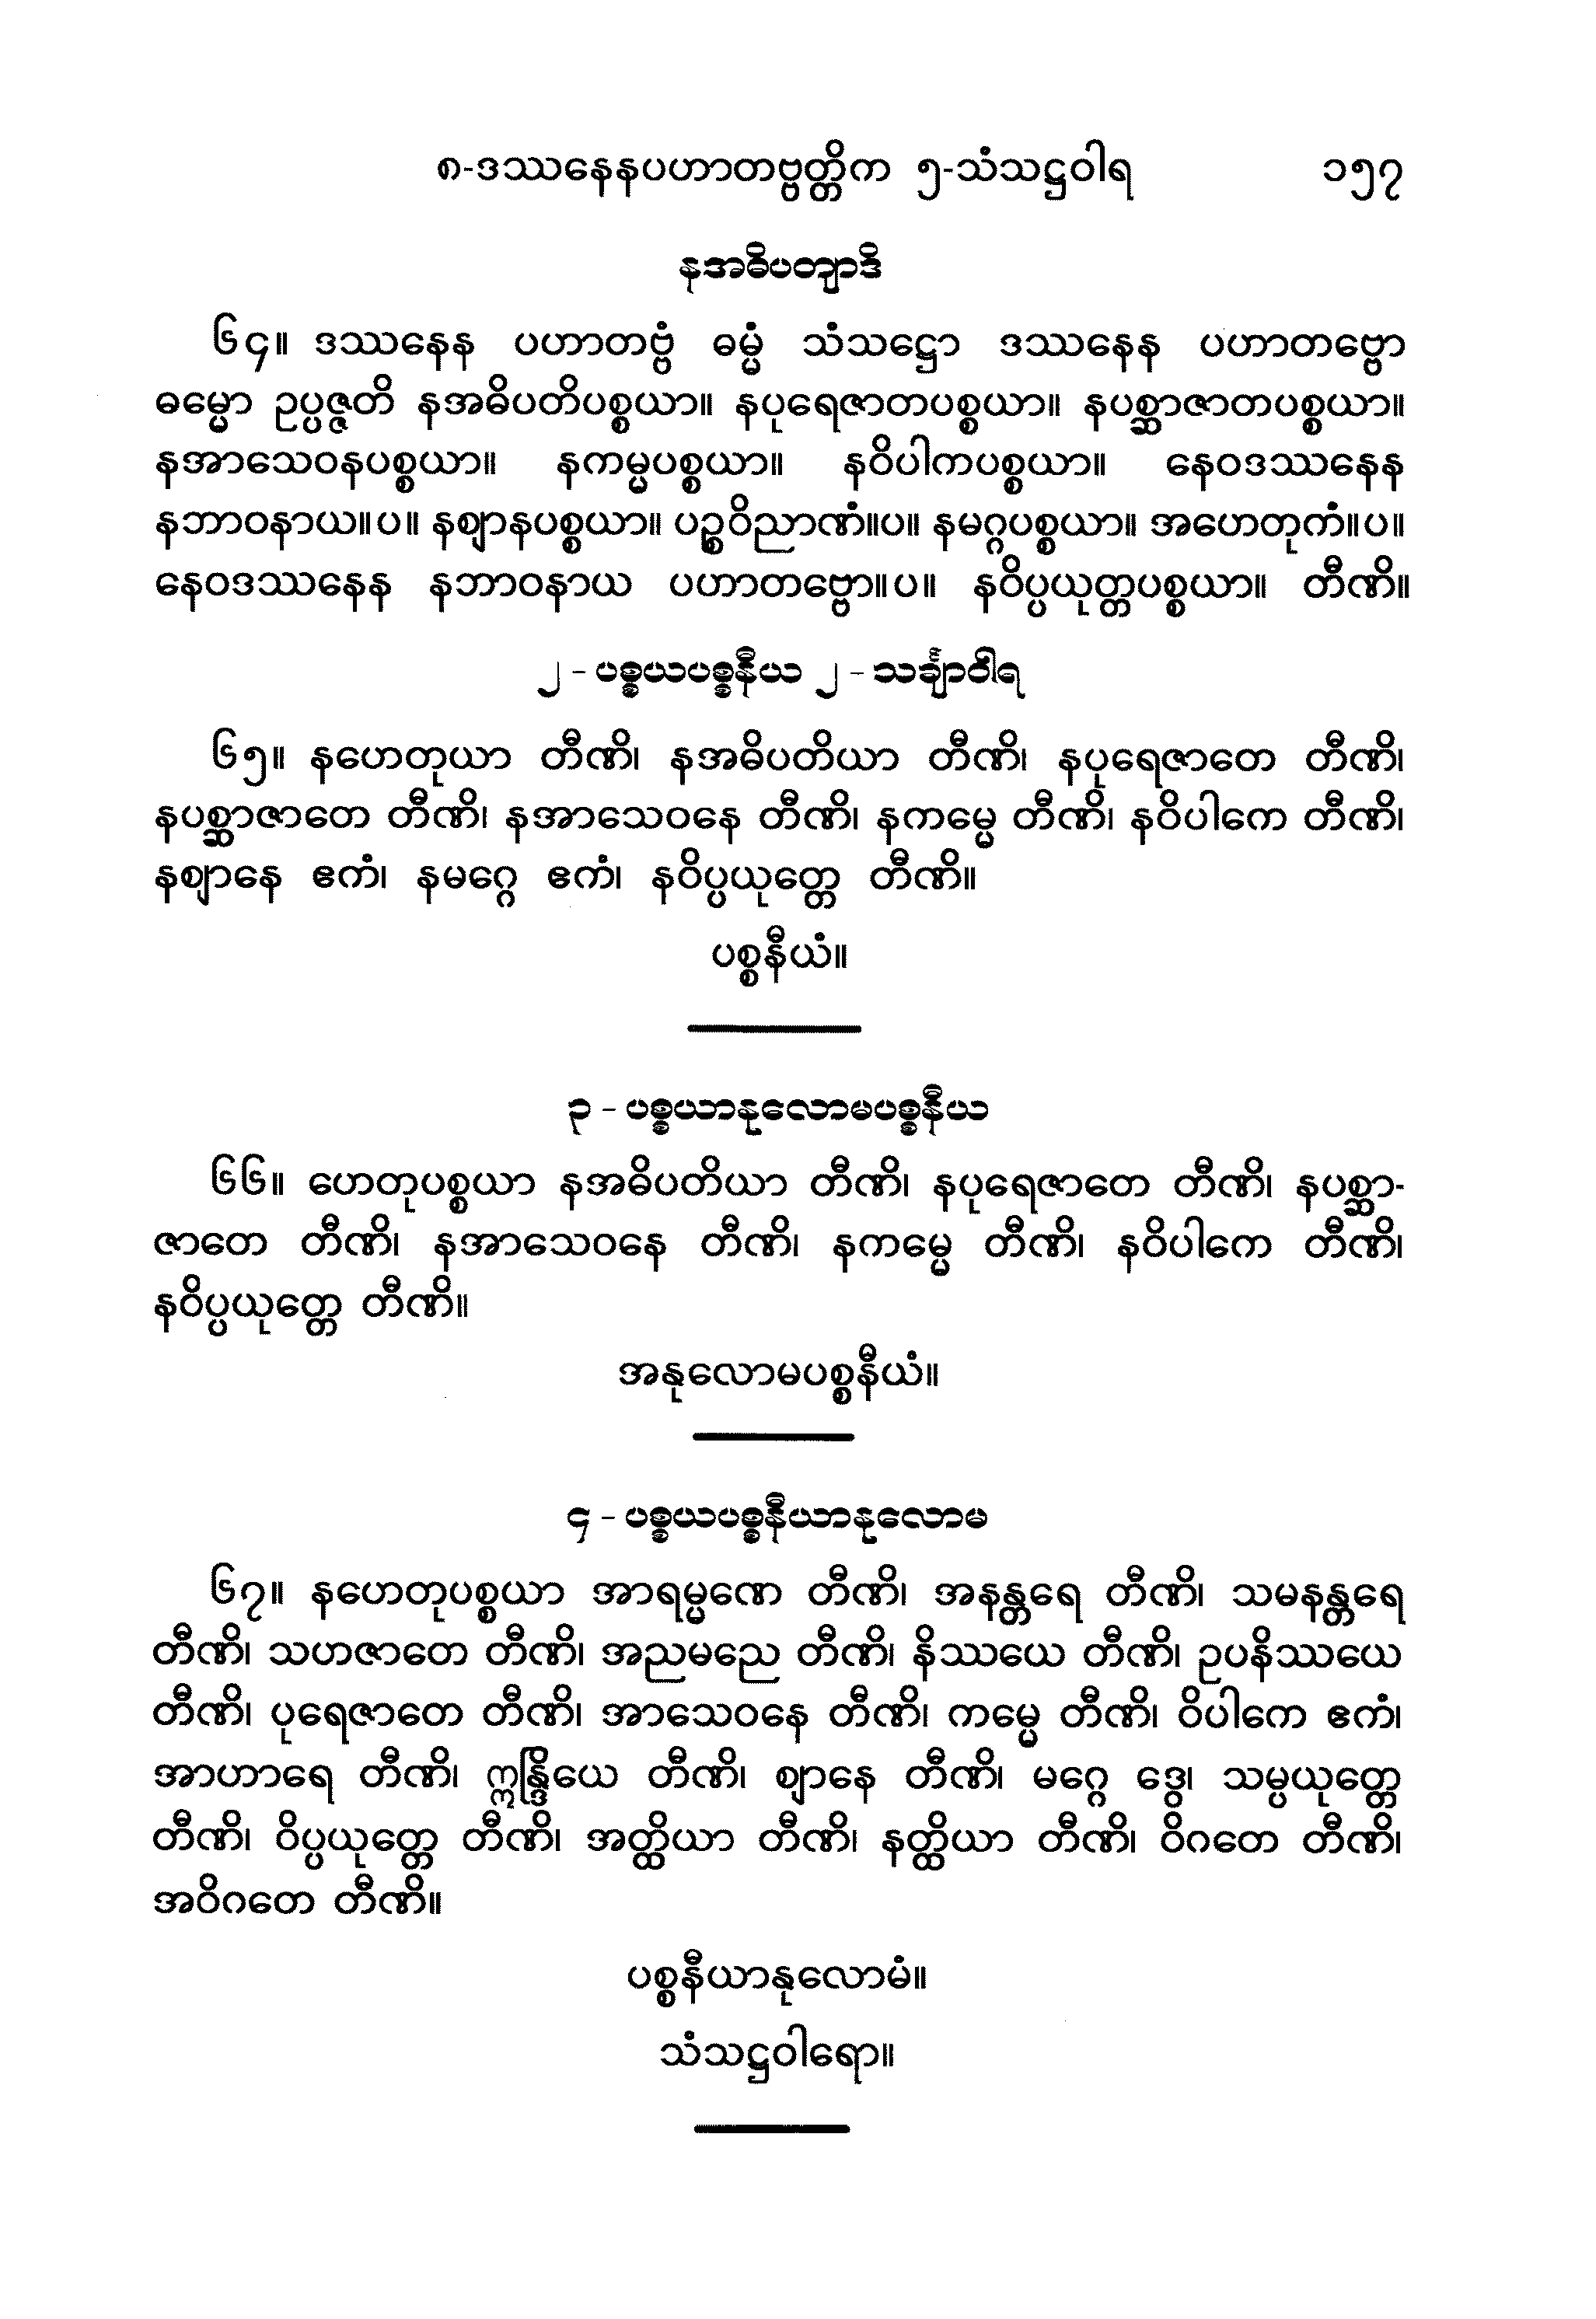 ၈-ဒဿနေနပဟာတဗ္ဗတ္တိက ၅-သံသဋ္ဌဝါရ ၁၅၇
နအဓိပတျာဒိ
၆၄။ ဒဿနေန ပဟာတဗ္ဗံ ဓမ္မံ သံသဋ္ဌော ဒဿနေန ပဟာတဗ္ဗော
ဓမ္မော ဥပ္ပဇ္ဇတိ နအဓိပတိပစ္စယာ။ နပုရေဇာတပစ္စယာ။ နပစ္ဆာဇာတပစ္စယာ။
နအာသေဝနပစ္စယာ။ နကမ္မပစ္စယာ။ နဝိပါကပစ္စယာ။ နေဝဒဿနေန
နဘာဝနာယ။ပ။ နဈာနပစ္စယာ။ ပဉ္စဝိညာဏံ။ပ။ နမဂ္ဂပစ္စယာ။ အဟေတုကံ။ပ။
နေဝဒဿနေန နဘာဝနာယ ပဟာတဗ္ဗော။ပ။ နဝိပ္ပယုတ္တပစ္စယာ။ တီဏိ။
၂ - ပစ္စယပစ္စနီယ ၂ - သင်္ချာဝါရ
၆၅။ နဟေတုယာ တီဏိ၊ နအဓိပတိယာ တီဏိ၊ နပုရေဇာတေ တီဏိ၊
နပစ္ဆာဇာတေ တီဏိ၊ နအာသေဝနေ တီဏိ၊ နကမ္မေ တီဏိ၊ နဝိပါကေ တီဏိ၊
နဈာနေ ဧကံ၊ နမဂ္ဂေ ဧကံ၊ နဝိပ္ပယုတ္တေ တီဏိ။
ပစ္စနီယံ။
၃ - ပစ္စယာနုလောမပစ္စနီယ
၆၆။ ဟေတုပစ္စယာ နအဓိပတိယာ တီဏိ၊ နပုရေဇာတေ တီဏိ၊ နပစ္ဆာ-
ဇာတေ တီဏိ၊ နအာသေဝနေ တီဏိ၊ နကမ္မေ တီဏိ၊ နဝိပါကေ တီဏိ၊
နဝိပ္ပယုတ္တေ တီဏိ။
အနုလောမပစ္စနီယံ။
၄ - ပစ္စယပစ္စနီယာနုလောမ
၆၇။ နဟေတုပစ္စယာ အာရမ္မဏေ တီဏိ၊ အနန္တရေ တီဏိ၊ သမနန္တရေ
တီဏိ၊ သဟဇာတေ တီဏိ၊ အညမညေ တီဏိ၊ နိဿယေ တီဏိ၊ ဥပနိဿယေ
တီဏိ၊ ပုရေဇာတေ တီဏိ၊ အာသေဝနေ တီဏိ၊ ကမ္မေ တီဏိ၊ ဝိပါကေ ဧကံ၊
အာဟာရေ တီဏိ၊ ဣန္ဒြိယေ တီဏိ၊ ဈာနေ တီဏိ၊ မဂ္ဂေ ဒွေ၊ သမ္ပယုတ္တေ
တီဏိ၊ ဝိပ္ပယုတ္တေ တီဏိ၊ အတ္ထိယာ တီဏိ၊ နတ္ထိယာ တီဏိ၊ ဝိဂတေ တီဏိ၊
အဝိဂတေ တီဏိ။
ပစ္စနီယာနုလောမံ။
သံသဋ္ဌဝါရော။